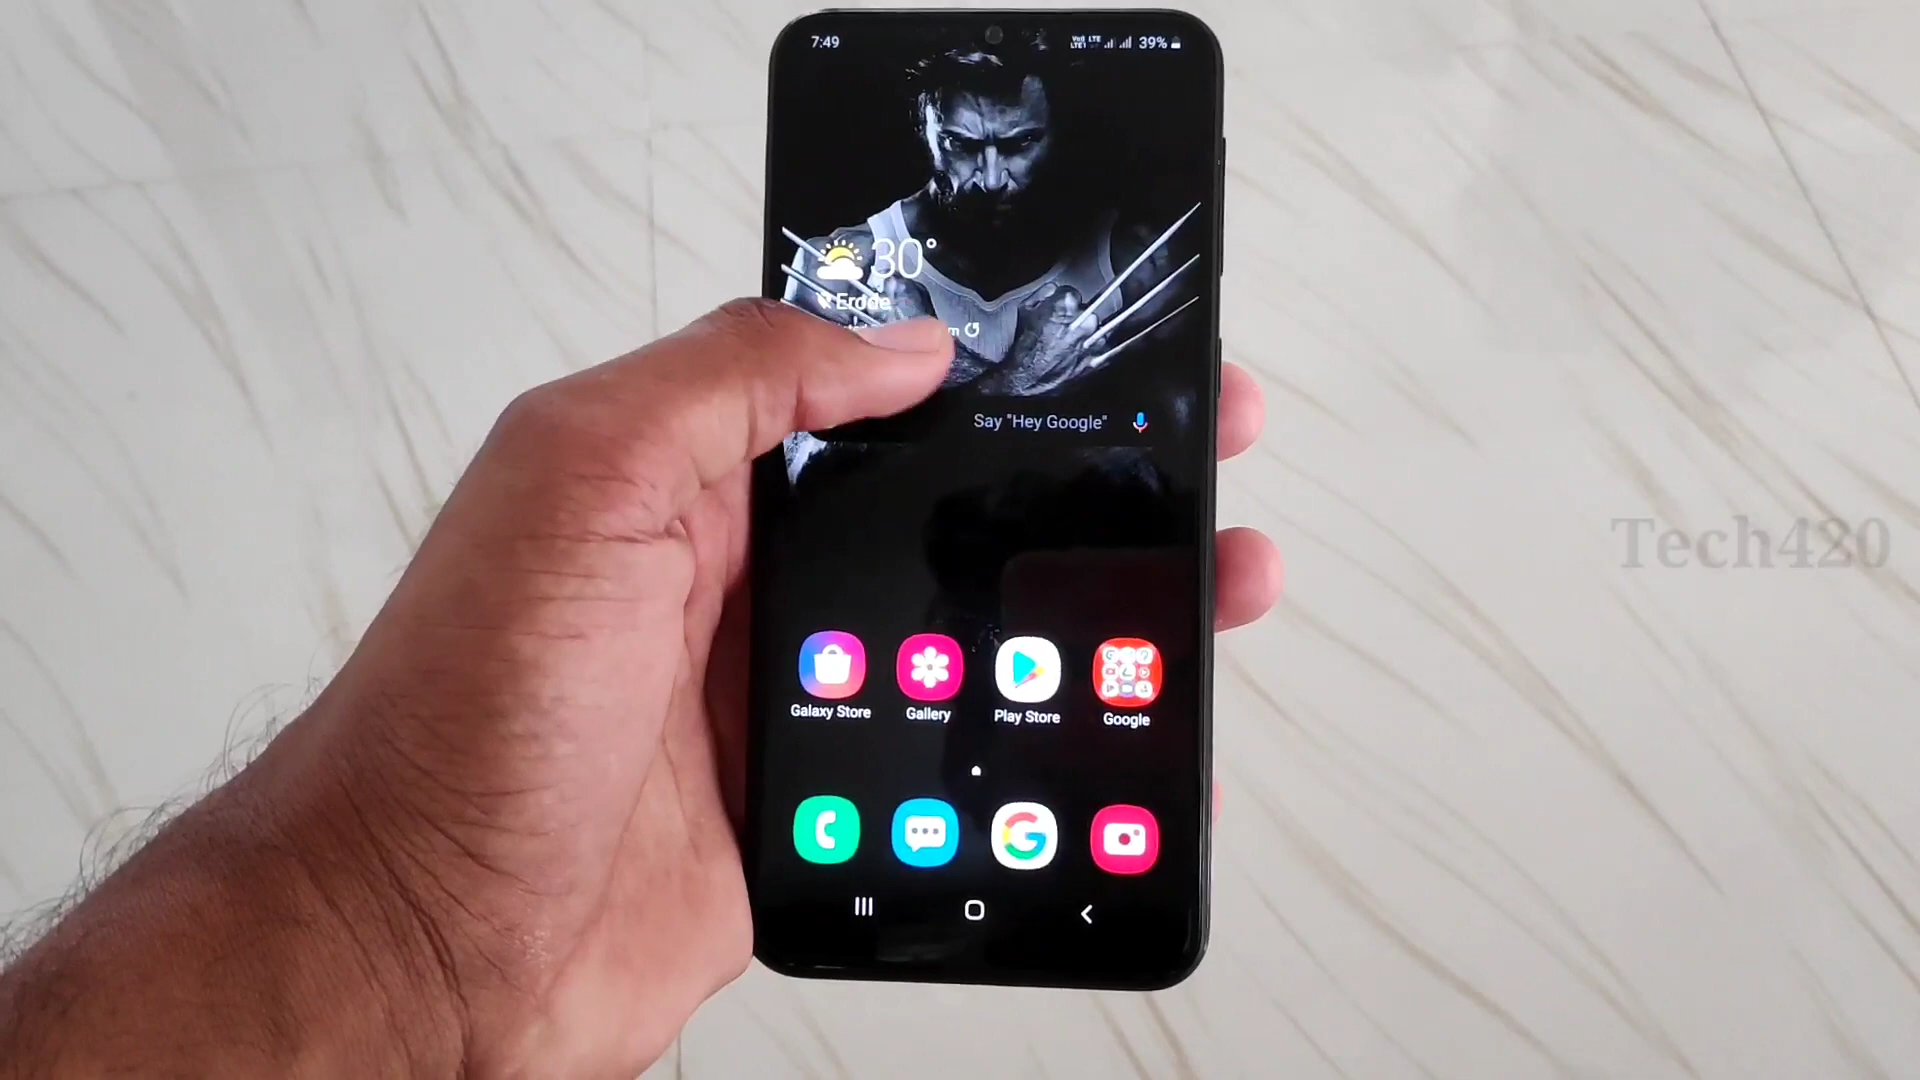 7:49
39%
30°
Erode
Say "Hey Google"
Tech420
Galaxy Store
Gallery
Play Store
Google